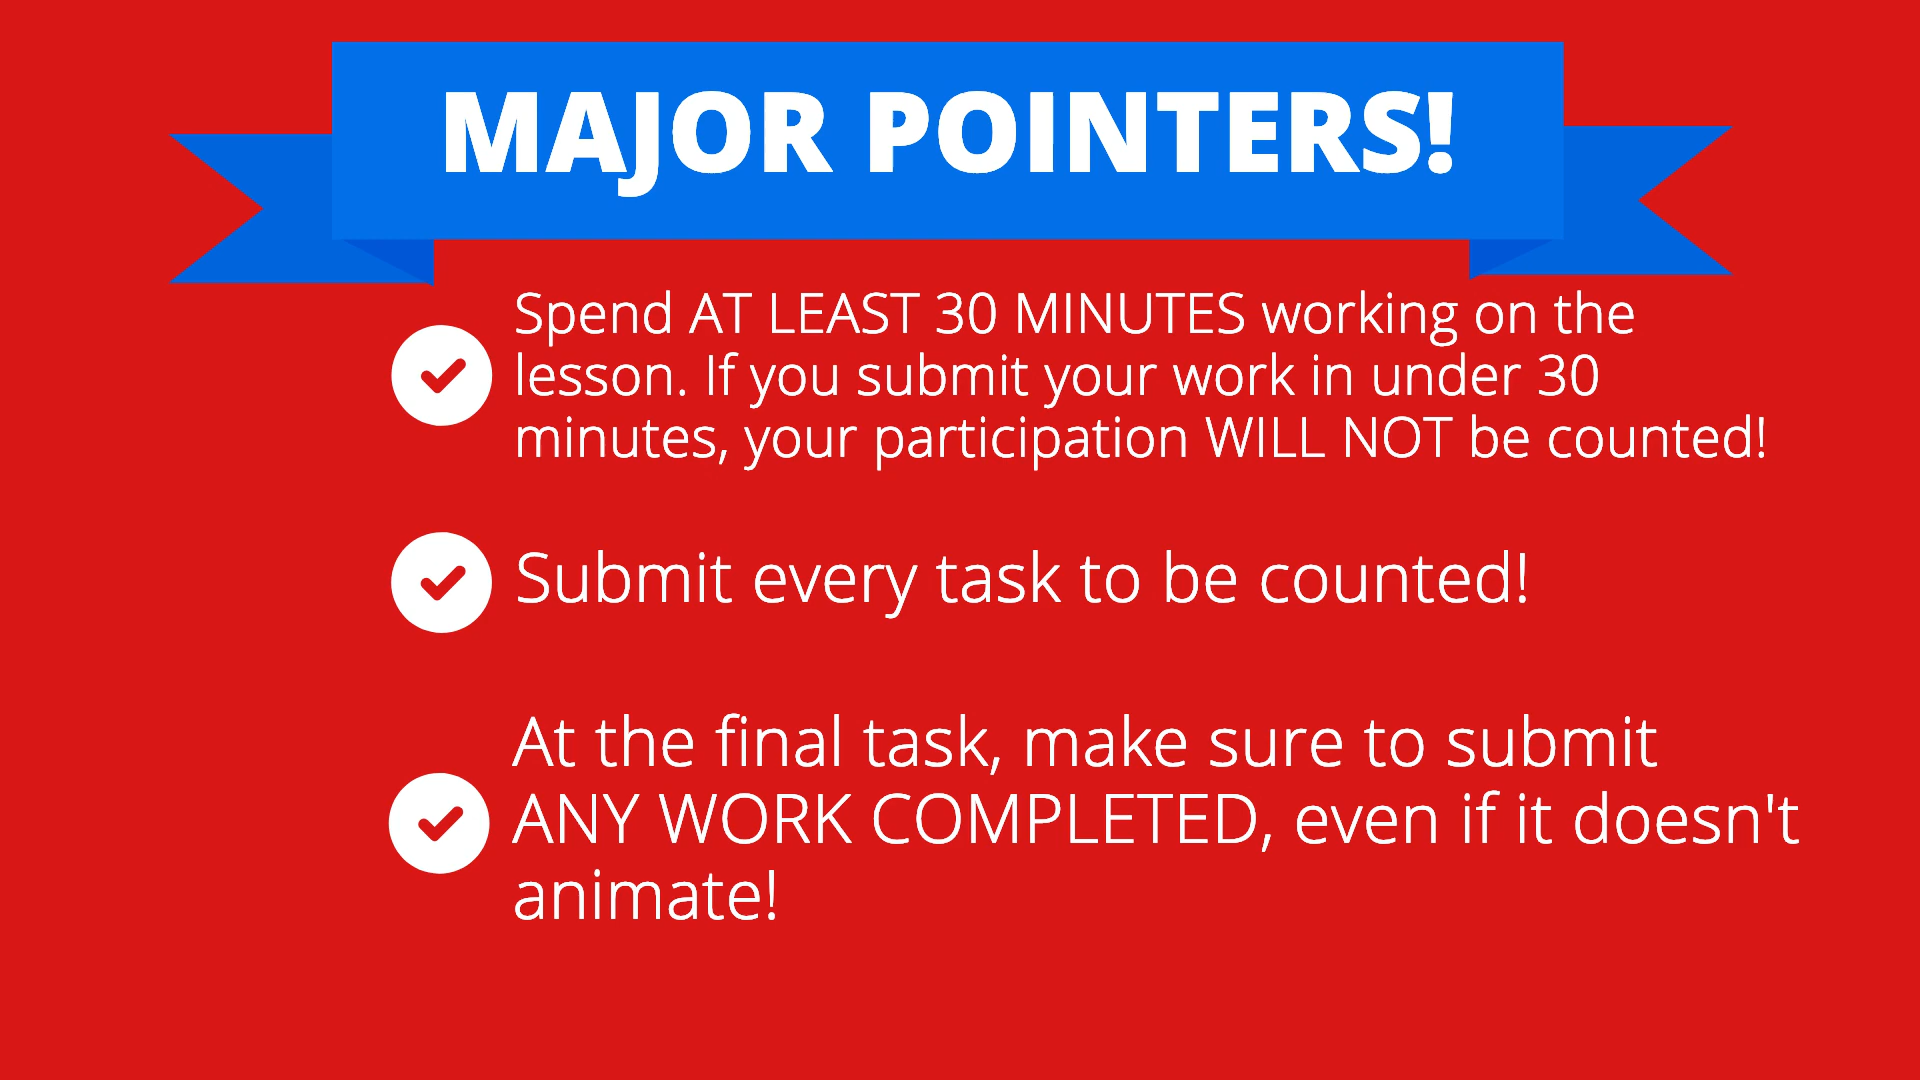 MAJOR POINTERS!
Spend AT LEAST 30 MINUTES working on the
lesson. If you submit your work in under 30
minutes, your participation WILL NOT be counted!
Submit every task to be counted!
At the final task, make sure to submit
ANY WORK COMPLETED, even if it doesn't
animate!